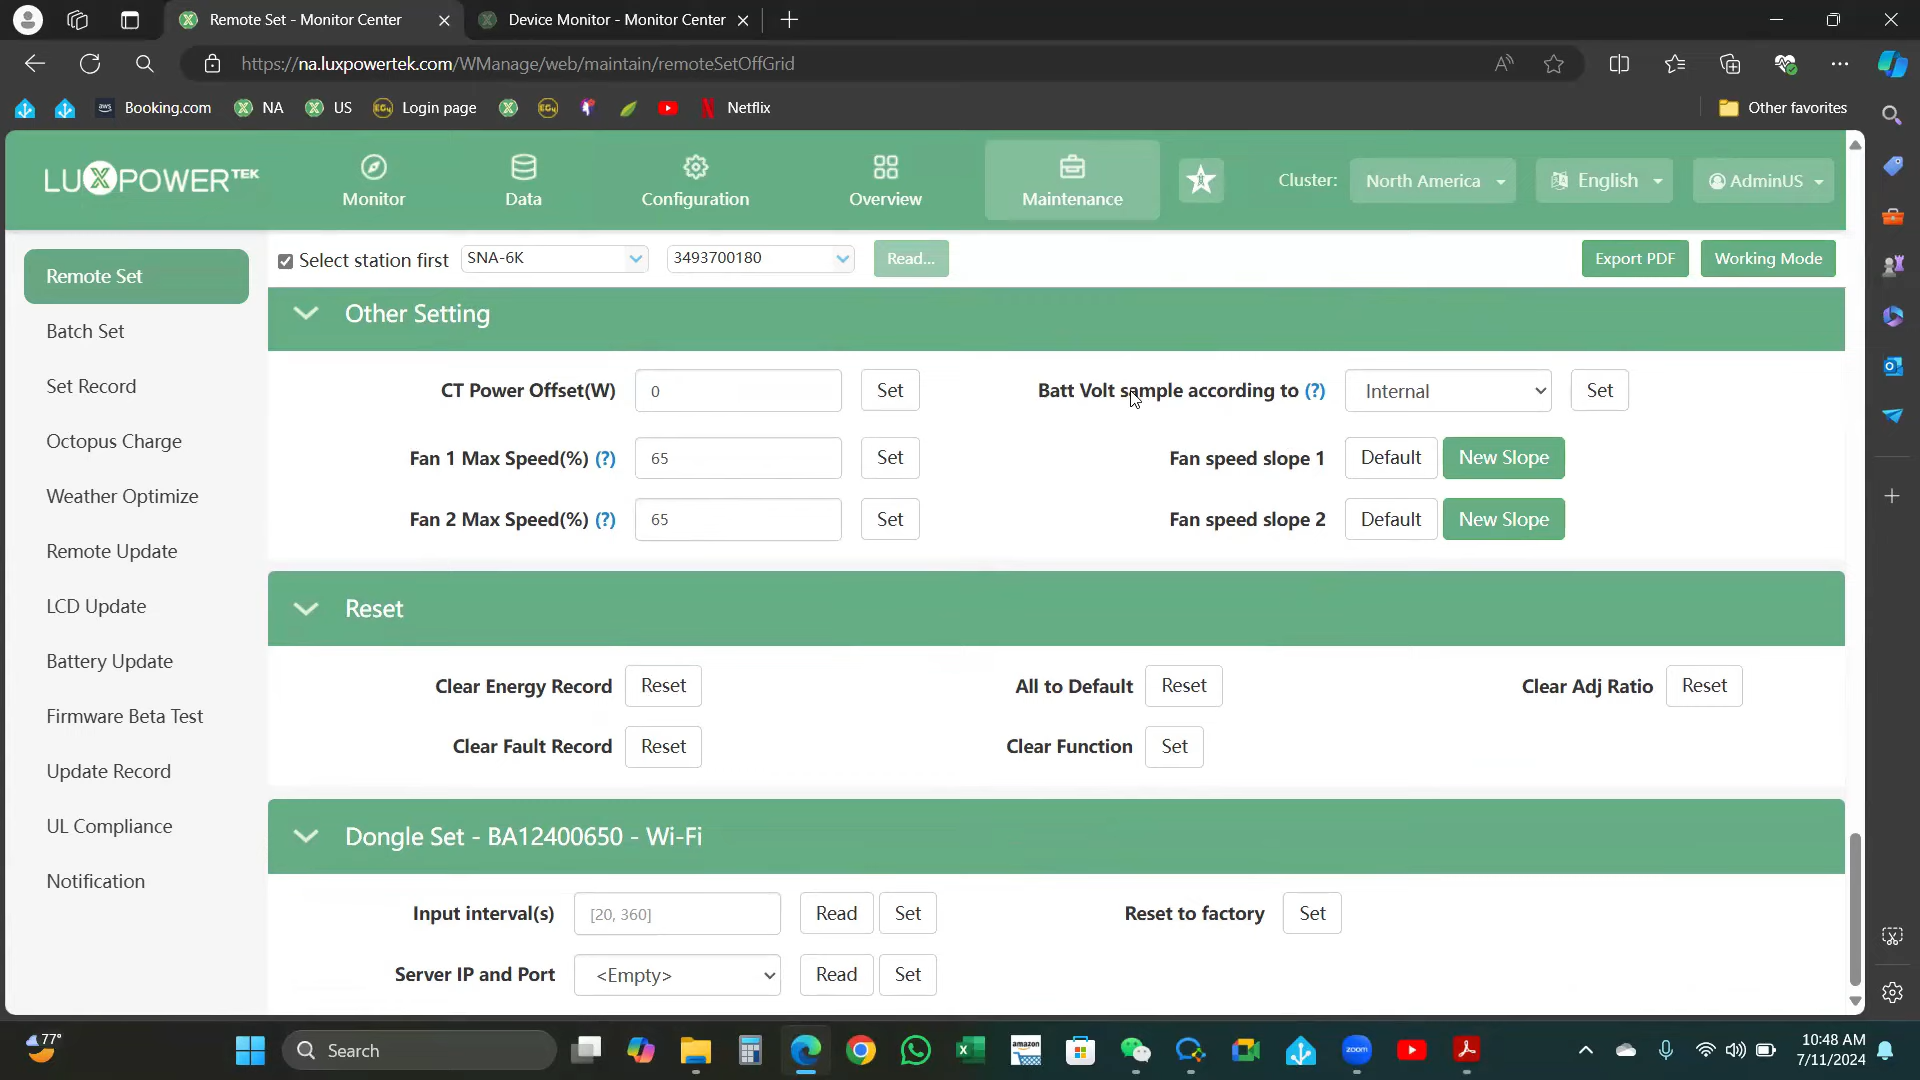 Remote Set - Monitor Center
Device Monitor - Monitor Center
https://na.luxpowertek.com/WManage/web/maintain/remoteSetOffGrid
aws Booking.com NA US EG4 Login page EG4 Netflix Other favorites
LUXPOWERTEK
Monitor Data Configuration Overview Maintenance
Cluster: North America English AdminUS
Select station first SNA-6K 3493700180 Read... Export PDF Working Mode
Remote Set
Batch Set
Set Record
Octopus Charge
Weather Optimize
Remote Update
LCD Update
Battery Update
Firmware Beta Test
Update Record
UL Compliance
Notification
Other Setting
CT Power Offset(W) 0 Set Batt Volt sample according to (?) Internal Set
Fan 1 Max Speed(%) (?) 65 Set Fan speed slope 1 Default New Slope
Fan 2 Max Speed(%) (?) 65 Set Fan speed slope 2 Default New Slope
Reset
Clear Energy Record Reset All to Default Reset Clear Adj Ratio Reset
Clear Fault Record Reset Clear Function Set
Dongle Set - BA12400650 - Wi-Fi
Input interval(s) [20, 360] Read Set Reset to factory Set
Server IP and Port <Empty> Read Set
77°
Search
amazon
zoom
10:48 AM
7/11/2024